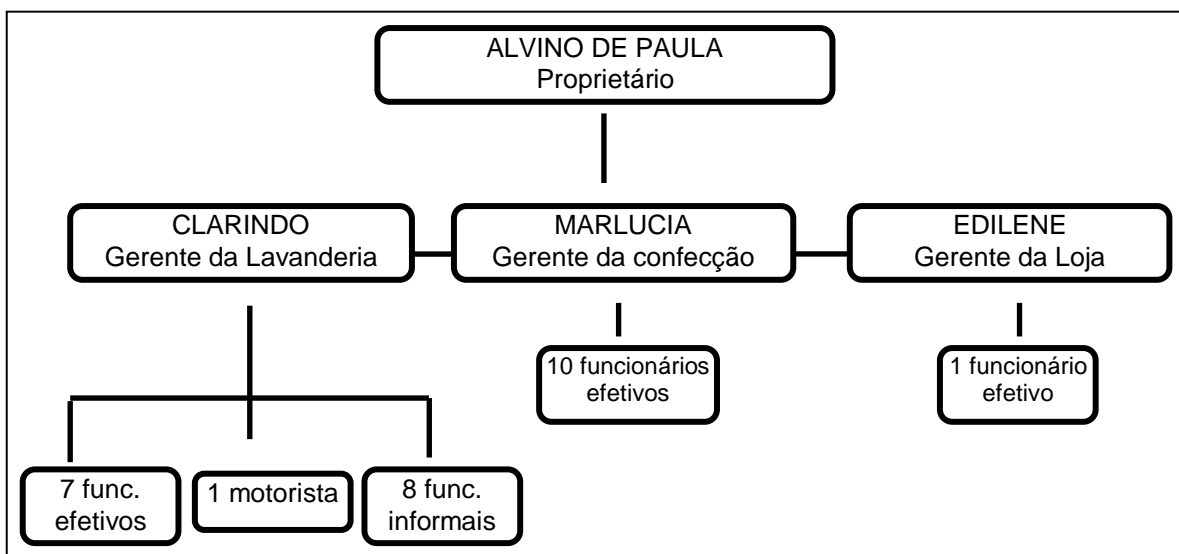 ALVINO DE PAULA
Proprietário
CLARINDO
Gerente da Lavanderia
MARLUCIA
Gerente da confecção
EDILENE
Gerente da Loja
10 funcionários
efetivos
1 funcionário
efetivo
7 func.
efetivos
1 motorista
8 func.
informais